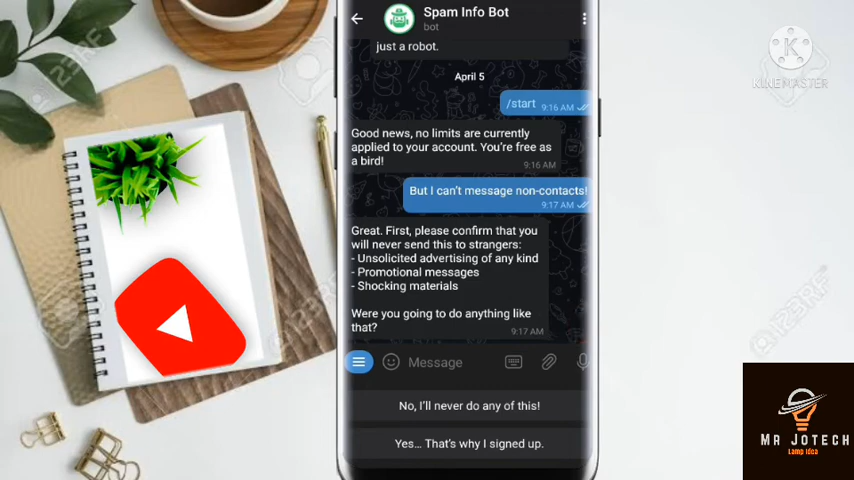 Spam Info Bot
bot
just a robot.
April 5
/start 9:16 AM
Good news, no limits are currently
applied to your account. You're free as
a bird!
9:16 AM
But I can't message non-contacts!
9:17 AM
Great. First, please confirm that you
will never send this to strangers:
- Unsolicited advertising of any kind
- Promotional messages
- Shocking materials
Were you going to do anything like
that?
9:17 AM
Message
No, I'll never do any of this!
Yes... That's why I signed up.
K
KINEMASTER
MR JOTECH
Lamp Idea
123RF
123RF
123RF
123RF